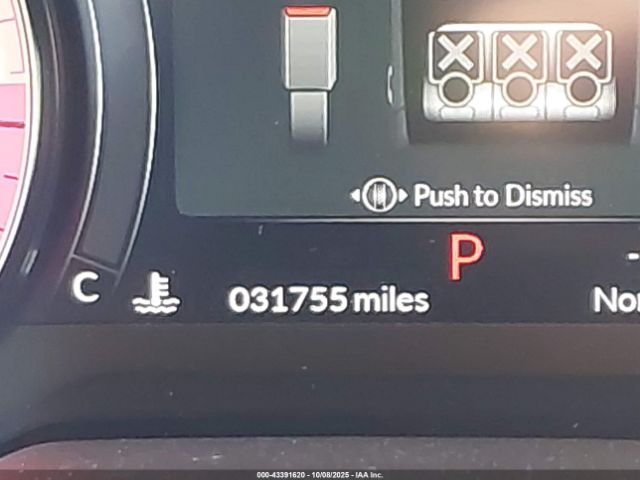 Push to Dismiss
P
C
031755 miles
000-43391620 - 10/08/2025 - IAA Inc.